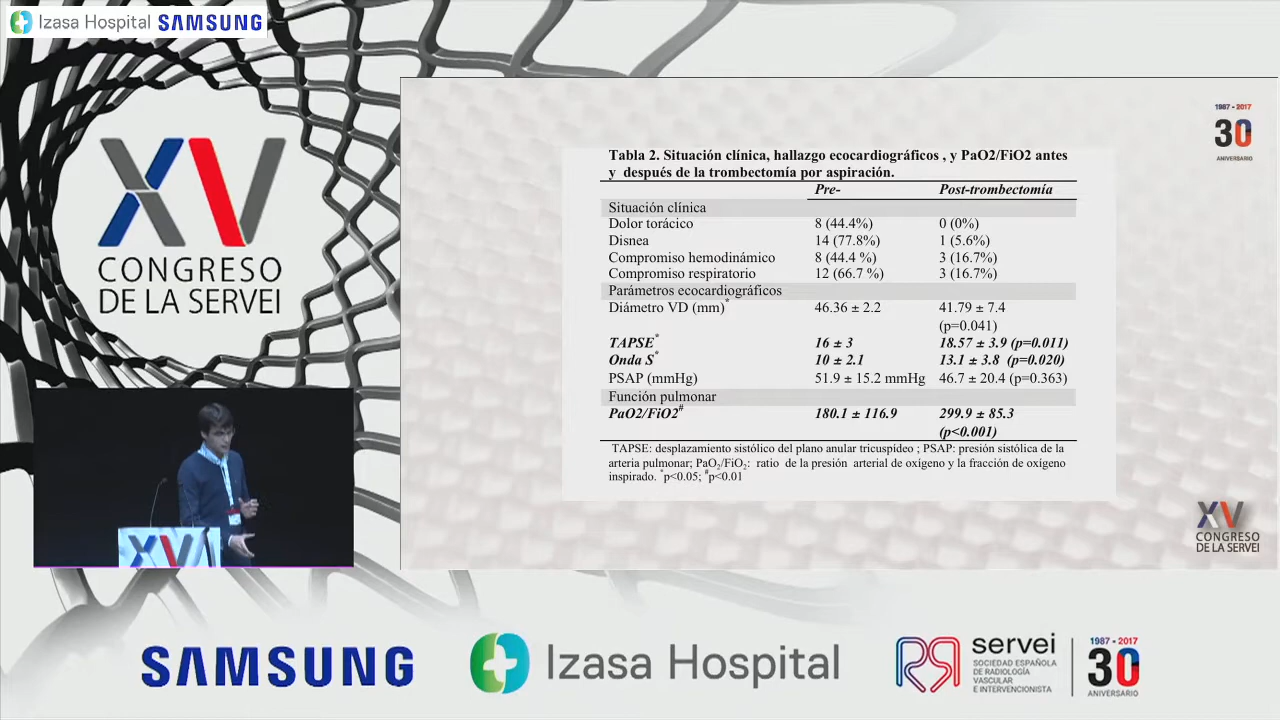 Izasa Hospital SAMSUNG
XV
CONGRESO
DE LA SERVEI
1987 - 2017
30
ANIVERSARIO
Tabla 2. Situación clínica, hallazgo ecocardiográficos , y PaO2/FiO2 antes
y después de la trombectomía por aspiración.
Pre- Post-trombectomía
Situación clínica
Dolor torácico 8 (44.4%) 0 (0%)
Disnea 14 (77.8%) 1 (5.6%)
Compromiso hemodinámico 8 (44.4 %) 3 (16.7%)
Compromiso respiratorio 12 (66.7 %) 3 (16.7%)
Parámetros ecocardiográficos
Diámetro VD (mm)* 46.36 ± 2.2 41.79 ± 7.4
(p=0.041)
TAPSE* 16 ± 3 18.57 ± 3.9 (p=0.011)
Onda S* 10 ± 2.1 13.1 ± 3.8 (p=0.020)
PSAP (mmHg) 51.9 ± 15.2 mmHg 46.7 ± 20.4 (p=0.363)
Función pulmonar
PaO2/FiO2# 180.1 ± 116.9 299.9 ± 85.3
(p<0.001)
TAPSE: desplazamiento sistólico del plano anular tricuspídeo ; PSAP: presión sistólica de la
arteria pulmonar; PaO2/FiO2: ratio de la presión arterial de oxígeno y la fracción de oxígeno
inspirado. *p<0.05; #p<0.01
XV
CONGRESO
DE LA SERVEI
XV
SAMSUNG
Izasa Hospital
servei
SOCIEDAD ESPAÑOLA
DE RADIOLOGÍA
VASCULAR
E INTERVENCIONISTA
1987 - 2017
30
ANIVERSARIO